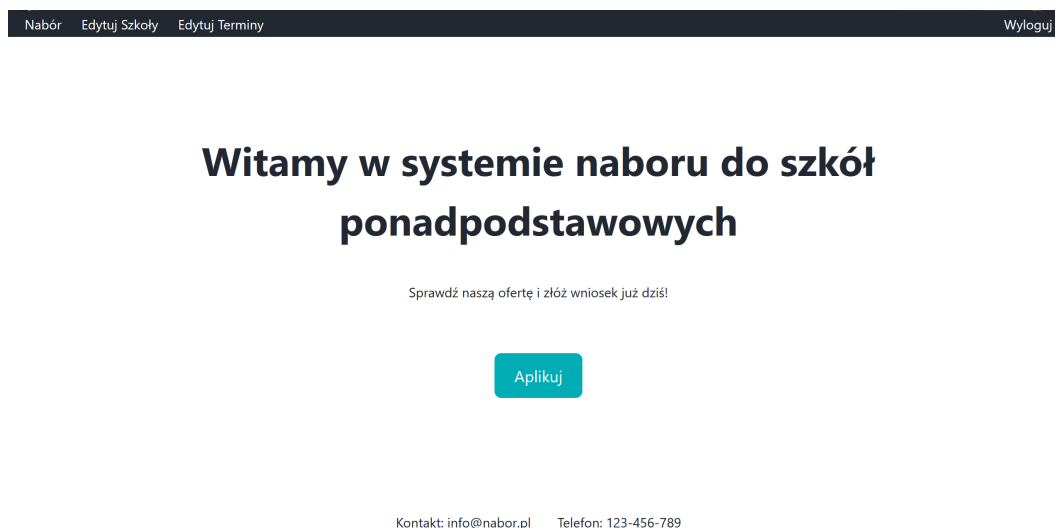 Nabór Edytuj Szkoły Edytuj Terminy Wyloguj
Witamy w systemie naboru do szkół
ponadpodstawowych
Sprawdź naszą ofertę i złóż wniosek już dziś!
Aplikuj
Kontakt: info@nabor.pl Telefon: 123-456-789